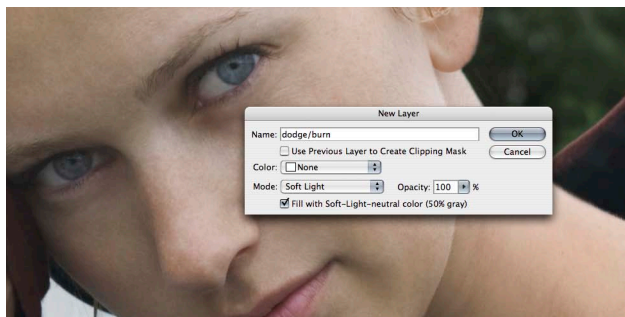 New Layer
Name: dodge/burn OK
Use Previous Layer to Create Clipping Mask Cancel
Color: None
Mode: Soft Light Opacity: 100 %
Fill with Soft-Light-neutral color (50% gray)